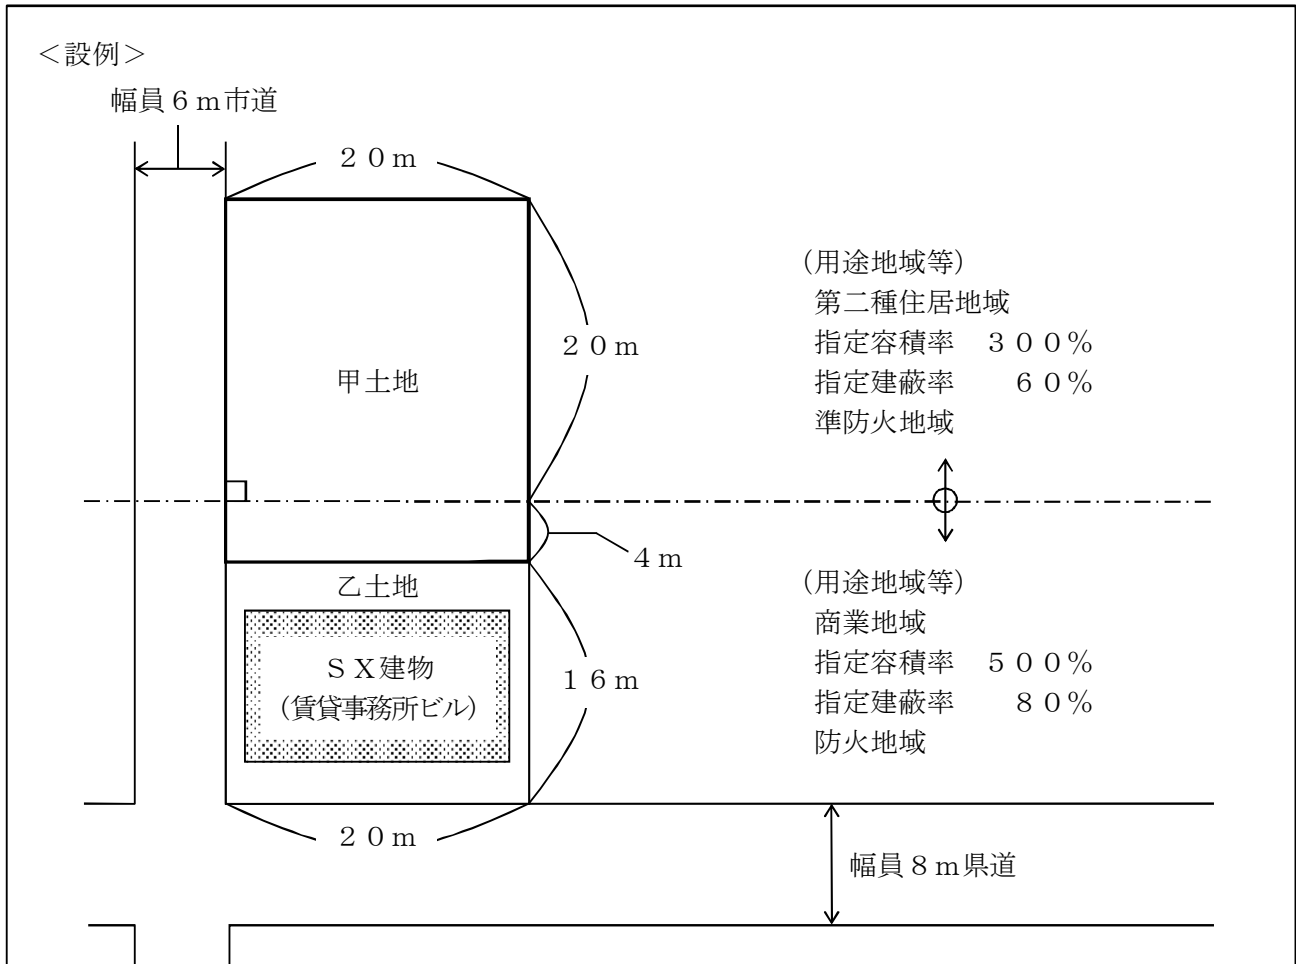 ＜設例＞
幅員６ｍ市道
２０ｍ
（用途地域等）
第二種住居地域
指定容積率　３００％
指定建蔽率　　６０％
準防火地域
２０ｍ
甲土地
４ｍ
乙土地
ＳＸ建物
（賃貸事務所ビル）
１６ｍ
（用途地域等）
商業地域
指定容積率　５００％
指定建蔽率　　８０％
防火地域
２０ｍ
幅員８ｍ県道